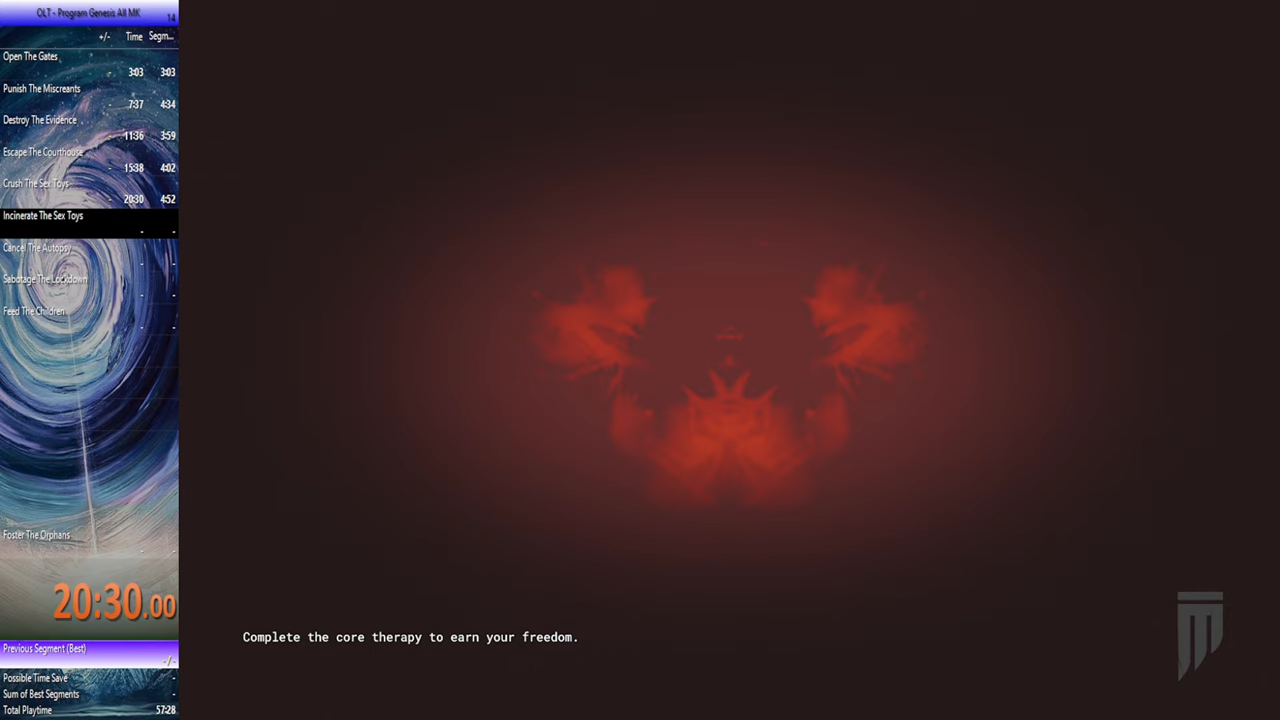 OLT - Program Genesis All MK
14
+/- Time Segm...
Open The Gates
- 3:03 3:03
Punish The Miscreants
- 7:37 4:34
Destroy The Evidence
- 11:36 3:59
Escape The Courthouse
- 15:38 4:02
Crush The Sex Toys
- 20:30 4:52
Incinerate The Sex Toys
- -
Cancel The Autopsy
- -
Sabotage The Lockdown
- -
Feed The Children
- -
Foster The Orphans
- -
20:30.00
Previous Segment (Best)
-/-
Possible Time Save -
Sum of Best Segments -
Total Playtime 57:28
Complete the core therapy to earn your freedom.